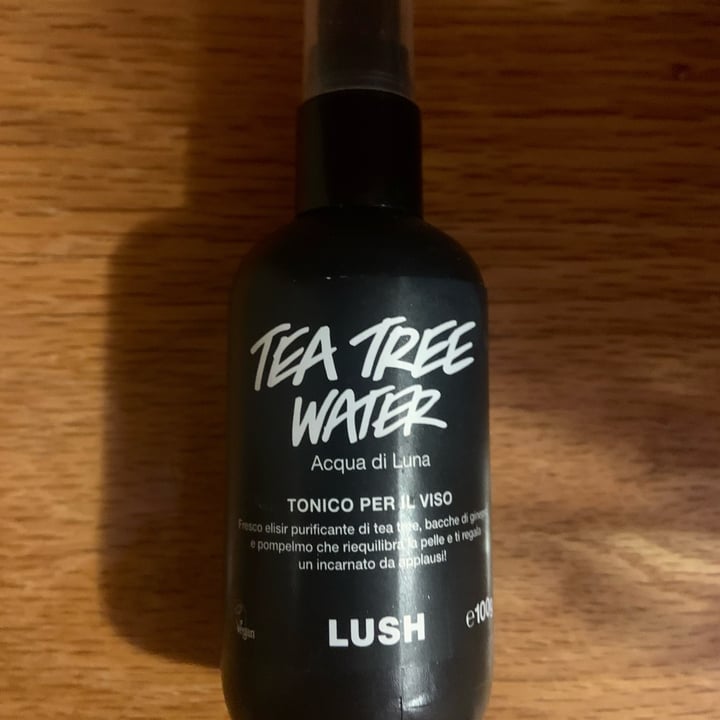 TEA TREE
WATER
Acqua di Luna
TONICO PER IL VISO
Fresco elisir purificante di tea tree, bacche di ginepro
e pompelmo che riequilibra la pelle e ti regala
un incarnato da applausi!
Vegan
LUSH
e100g